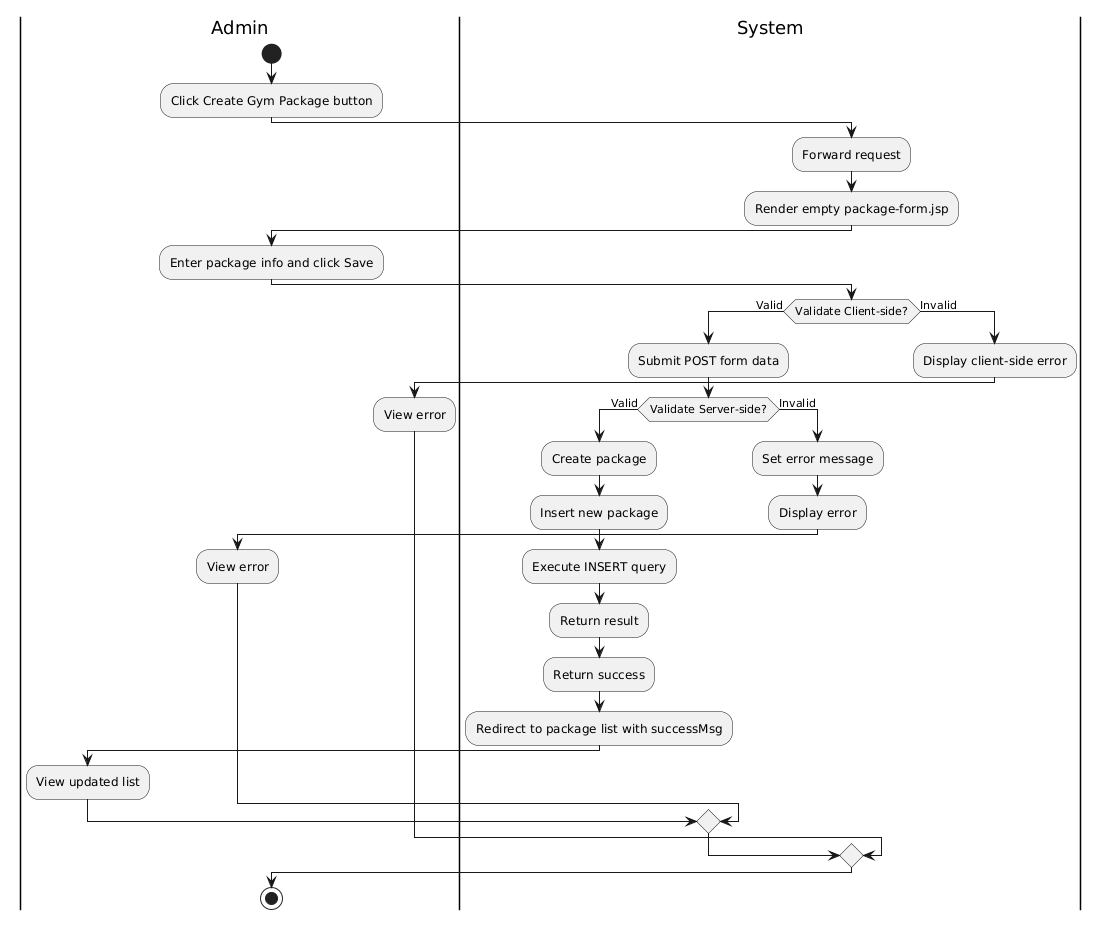 Admin
System
Click Create Gym Package button
Forward request
Render empty package-form.jsp
Enter package info and click Save
Valid
Validate Client-side?
Invalid
Submit POST form data
Display client-side error
View error
Valid
Validate Server-side?
Invalid
Create package
Set error message
Insert new package
Display error
View error
Execute INSERT query
Return result
Return success
Redirect to package list with successMsg
View updated list